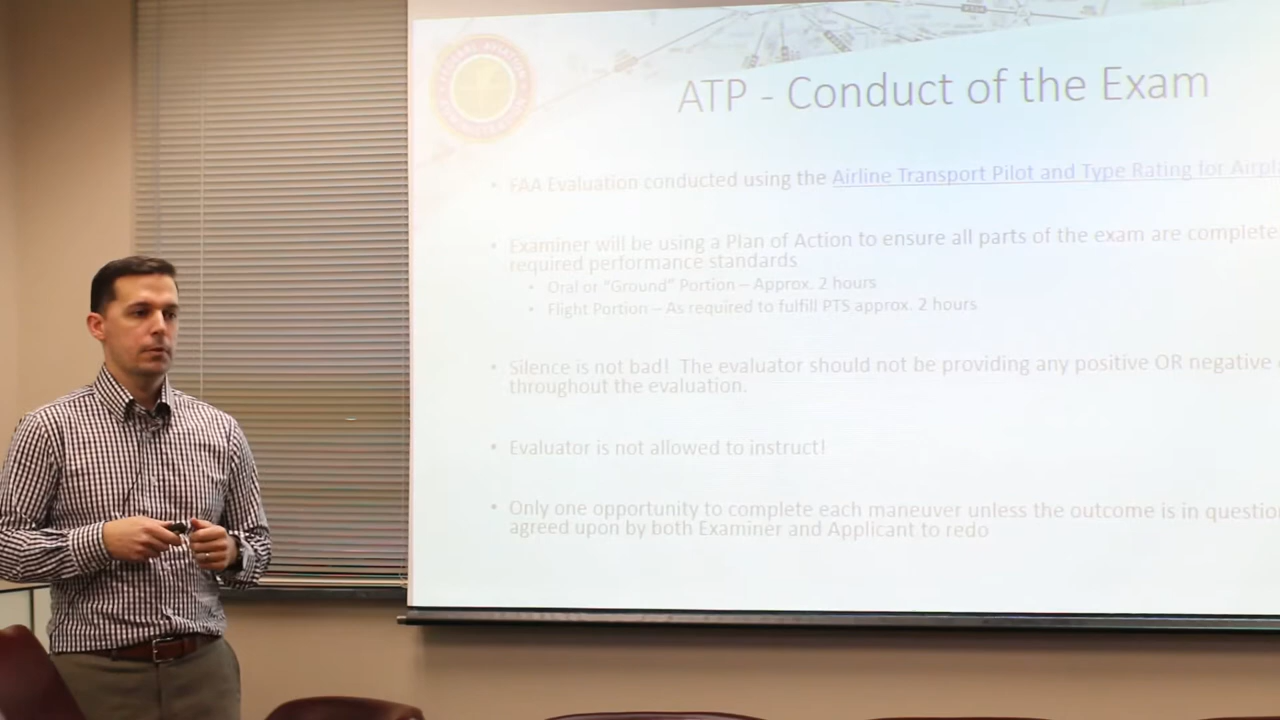 ATP - Conduct of the Exam
• FAA Evaluation conducted using the Airline Transport Pilot and Type Rating for
• Examiner will be using a Plan of Action to ensure all parts of the exam are complete
required performance standards
• Oral or “Ground” Portion – Approx. 2 hours
• Flight Portion – As required to fulfill PTS approx. 2 hours
• Silence is not bad! The evaluator should not be providing any positive OR negative
throughout the evaluation.
• Evaluator is not allowed to instruct!
• Only one opportunity to complete each maneuver unless the outcome is in questio
agreed upon by both Examiner and Applicant to redo